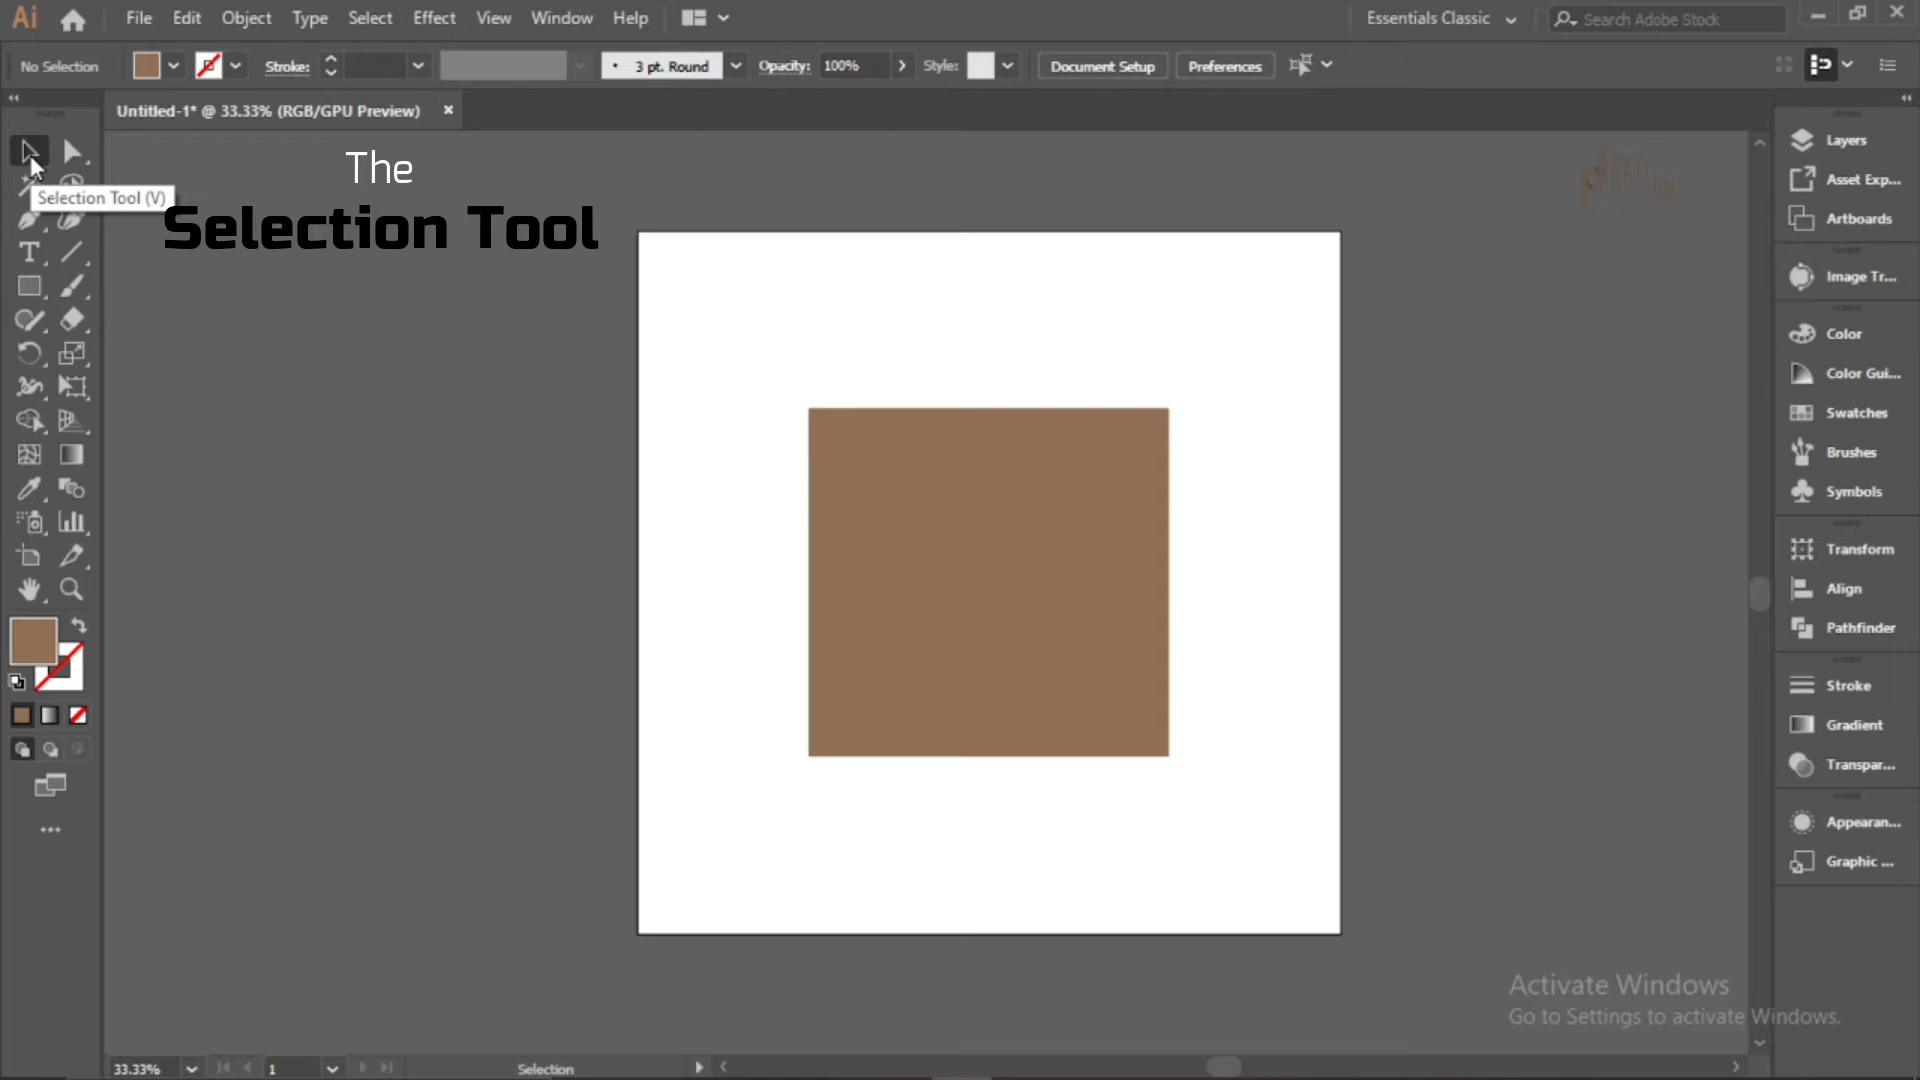 Ai File Edit Object Type Select Effect View Window Help Essentials Classic Search Adobe Stock
No Selection Stroke: 3 pt. Round Opacity: 100% Style: Document Setup Preferences
Untitled-1* @ 33.33% (RGB/GPU Preview)
The
Selection Tool
Selection Tool (V)
Layers
Asset Exp...
Artboards
Image Tr...
Color
Color Gui...
Swatches
Brushes
Symbols
Transform
Align
Pathfinder
Stroke
Gradient
Transpar...
Appearan...
Graphic ...
Activate Windows
Go to Settings to activate Windows.
33.33% 1 Selection